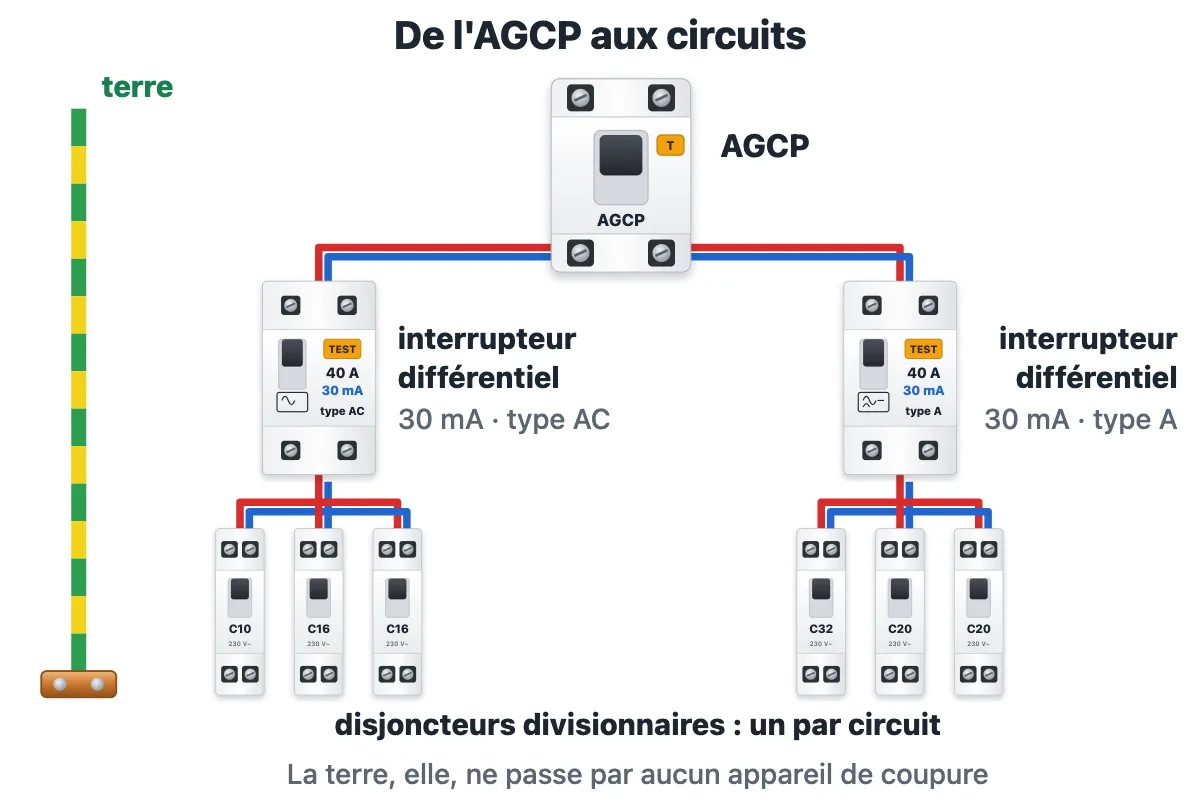 De l'AGCP aux circuits
terre
T
AGCP
AGCP
TEST
40 A
30 mA
type AC
interrupteur
différentiel
30 mA · type AC
TEST
40 A
30 mA
type A
interrupteur
différentiel
30 mA · type A
C10
230 V~
C16
230 V~
C16
230 V~
C32
230 V~
C20
230 V~
C20
230 V~
disjoncteurs divisionnaires : un par circuit
La terre, elle, ne passe par aucun appareil de coupure